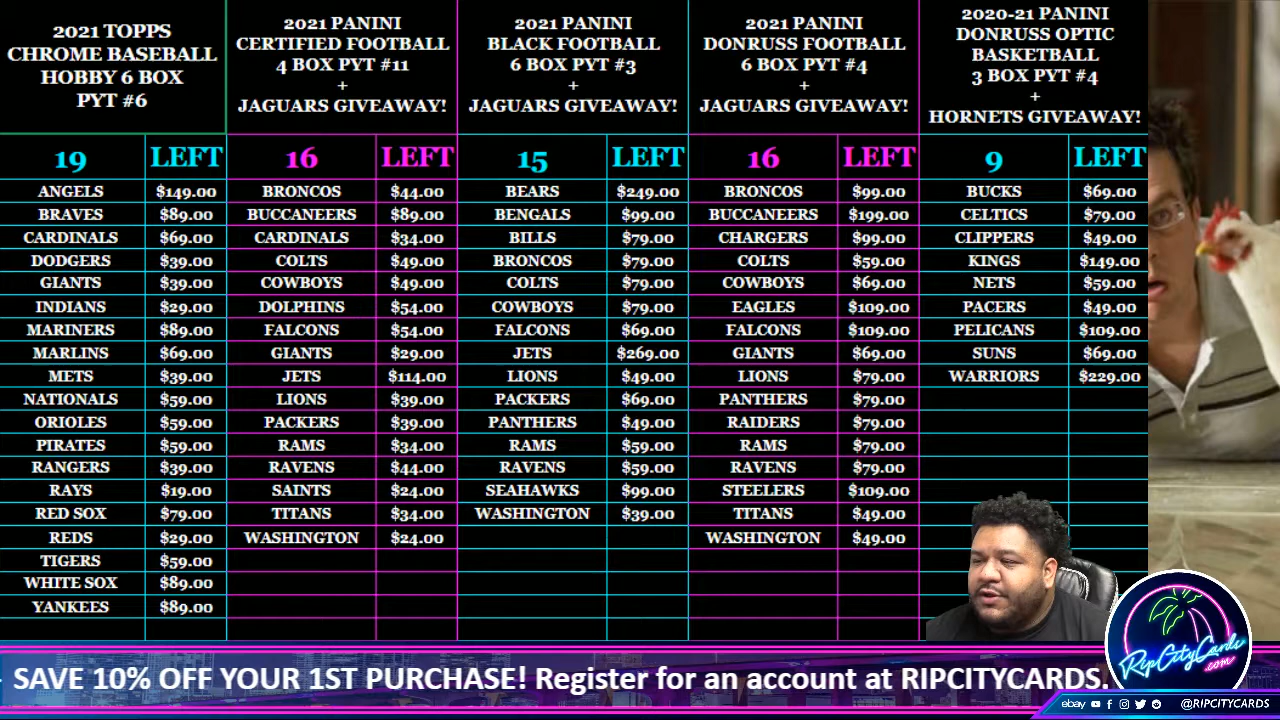 2021 TOPPS
CHROME BASEBALL
HOBBY 6 BOX
PYT #6
19 LEFT
ANGELS $149.00
BRAVES $89.00
CARDINALS $69.00
DODGERS $39.00
GIANTS $39.00
INDIANS $29.00
MARINERS $89.00
MARLINS $69.00
METS $39.00
NATIONALS $59.00
ORIOLES $59.00
PIRATES $59.00
RANGERS $39.00
RAYS $19.00
RED SOX $79.00
REDS $29.00
TIGERS $59.00
WHITE SOX $89.00
YANKEES $89.00
2021 PANINI
CERTIFIED FOOTBALL
4 BOX PYT #11
+
JAGUARS GIVEAWAY!
16 LEFT
BRONCOS $44.00
BUCCANEERS $89.00
CARDINALS $34.00
COLTS $49.00
COWBOYS $49.00
DOLPHINS $54.00
FALCONS $54.00
GIANTS $29.00
JETS $114.00
LIONS $39.00
PACKERS $39.00
RAMS $34.00
RAVENS $44.00
SAINTS $24.00
TITANS $34.00
WASHINGTON $24.00
2021 PANINI
BLACK FOOTBALL
6 BOX PYT #3
+
JAGUARS GIVEAWAY!
15 LEFT
BEARS $249.00
BENGALS $99.00
BILLS $79.00
BRONCOS $79.00
COLTS $79.00
COWBOYS $79.00
FALCONS $69.00
JETS $269.00
LIONS $49.00
PACKERS $69.00
PANTHERS $49.00
RAMS $59.00
RAVENS $59.00
SEAHAWKS $99.00
WASHINGTON $39.00
2021 PANINI
DONRUSS FOOTBALL
6 BOX PYT #4
+
JAGUARS GIVEAWAY!
16 LEFT
BRONCOS $99.00
BUCCANEERS $199.00
CHARGERS $99.00
COLTS $59.00
COWBOYS $69.00
EAGLES $109.00
FALCONS $109.00
GIANTS $69.00
LIONS $79.00
PANTHERS $79.00
RAIDERS $79.00
RAMS $79.00
RAVENS $79.00
STEELERS $109.00
TITANS $49.00
WASHINGTON $49.00
2020-21 PANINI
DONRUSS OPTIC
BASKETBALL
3 BOX PYT #4
+
HORNETS GIVEAWAY!
9 LEFT
BUCKS $69.00
CELTICS $79.00
CLIPPERS $49.00
KINGS $149.00
NETS $59.00
PACERS $49.00
PELICANS $109.00
SUNS $69.00
WARRIORS $229.00
SAVE 10% OFF YOUR 1ST PURCHASE! Register for an account at RIPCITYCARDS.
RipCityCards
.com
ebay @RIPCITYCARDS